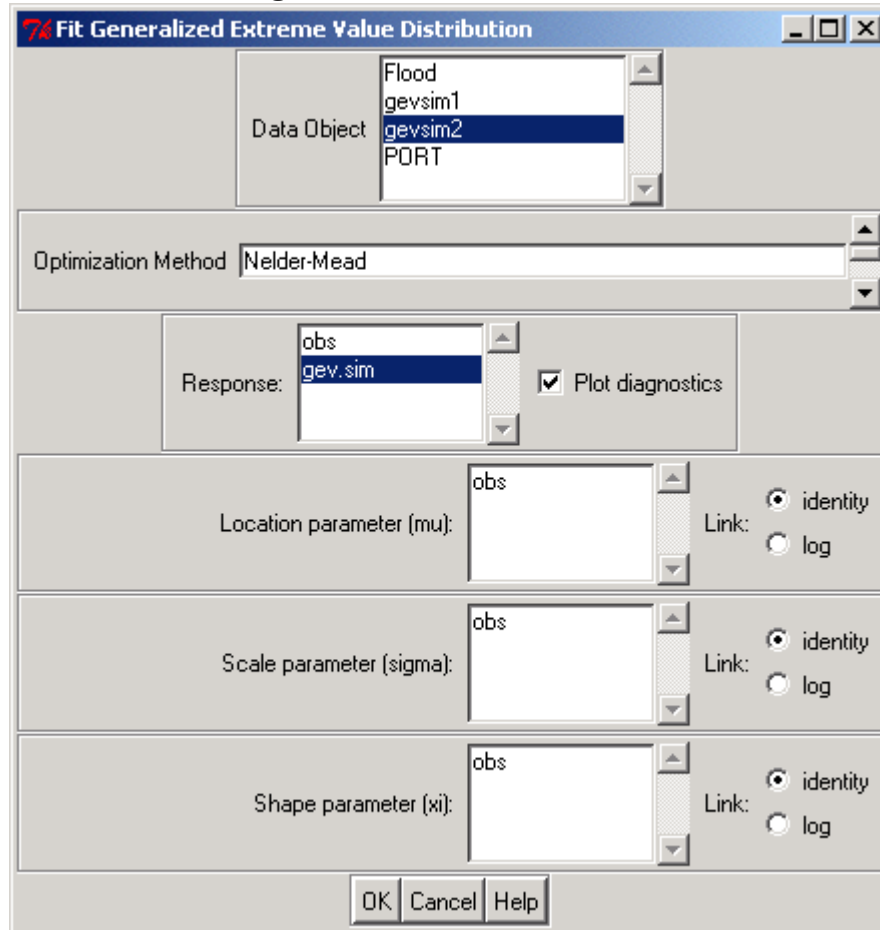 Fit Generalized Extreme Value Distribution
Data Object
Flood
gevsim1
gevsim2
PORT
Optimization Method Nelder-Mead
Response:
obs
gev.sim
Plot diagnostics
Location parameter (mu):
obs
Link:
identity
log
Scale parameter (sigma):
obs
Link:
identity
log
Shape parameter (xi):
obs
Link:
identity
log
OK Cancel Help